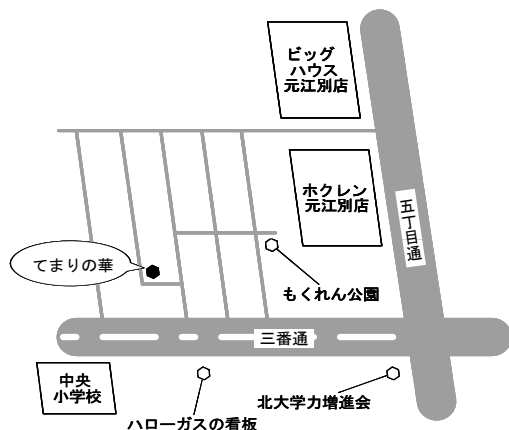 ビッグ
ハウス
元江別店
ホクレン
元江別店
五丁目通
てまりの華
もくれん公園
三番通
中央
小学校
北大学力増進会
ハローガスの看板